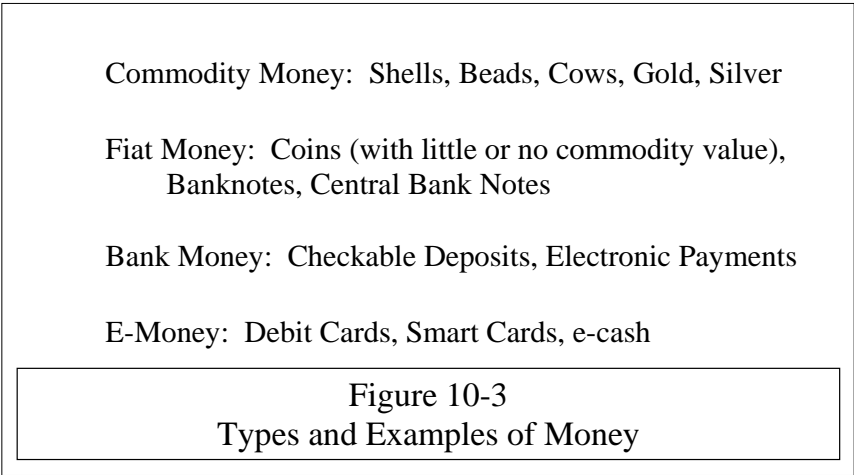 Commodity Money: Shells, Beads, Cows, Gold, Silver
Fiat Money: Coins (with little or no commodity value),
Banknotes, Central Bank Notes
Bank Money: Checkable Deposits, Electronic Payments
E-Money: Debit Cards, Smart Cards, e-cash
Figure 10-3
Types and Examples of Money